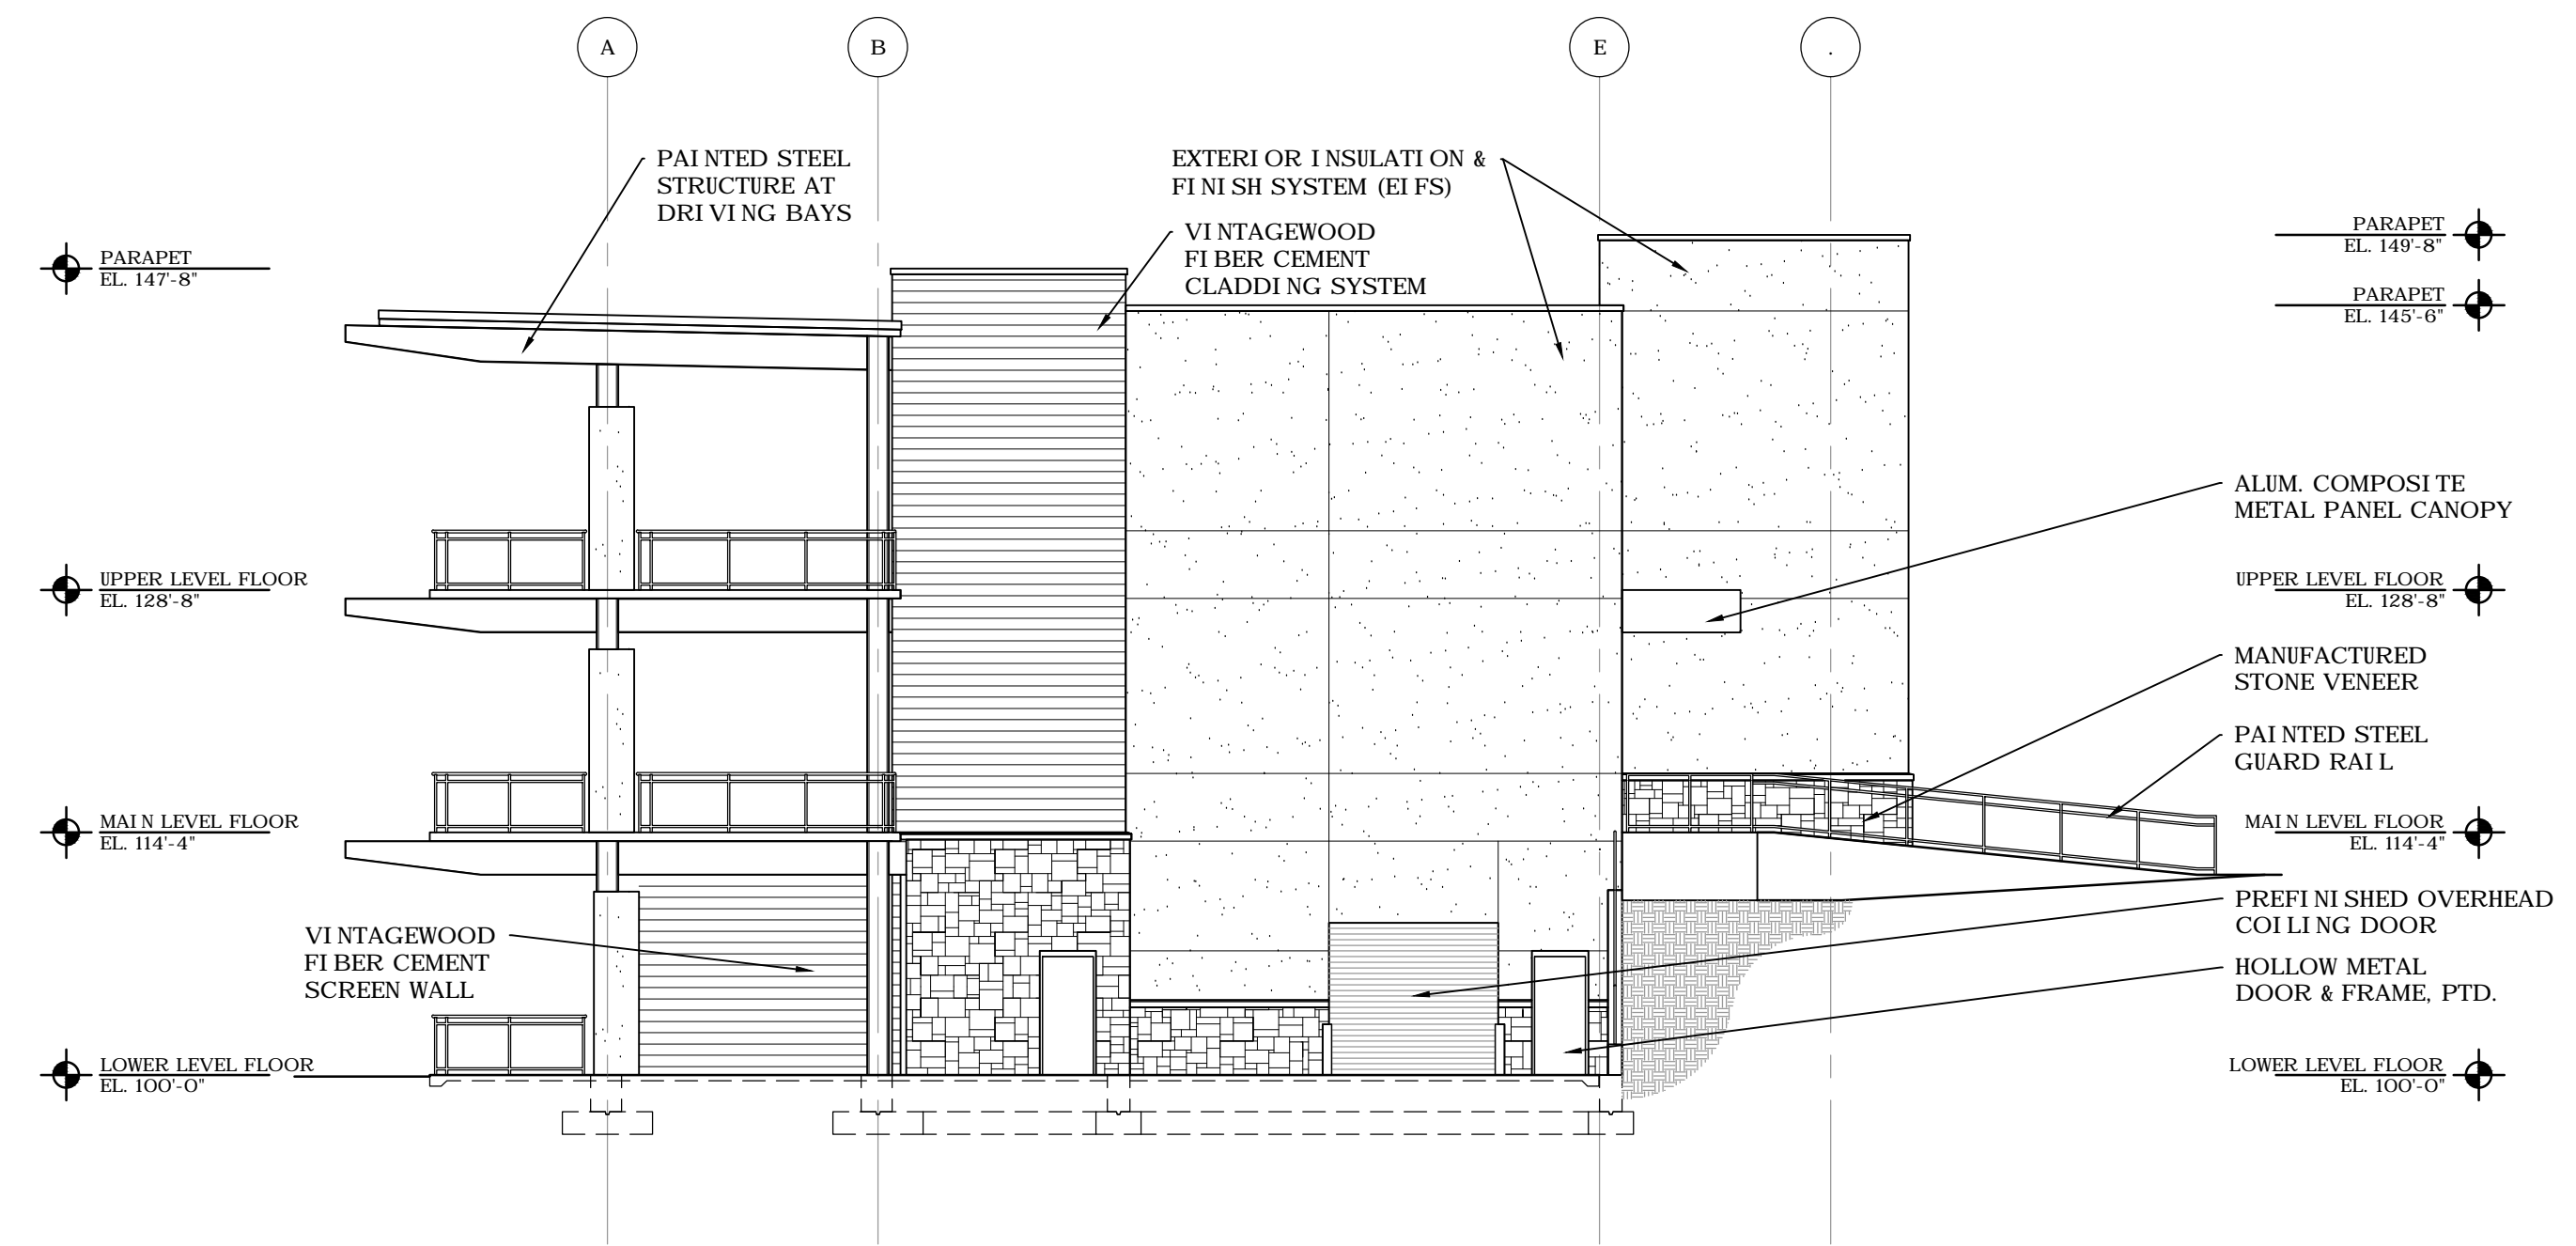 A
B
E
.
PAINTED STEEL
STRUCTURE AT
DRIVING BAYS
EXTERIOR INSULATION &
FINISH SYSTEM (EIFS)
VINTAGEWOOD
FIBER CEMENT
CLADDING SYSTEM
PARAPET
EL. 147'-8"
PARAPET
EL. 149'-8"
PARAPET
EL. 145'-6"
ALUM. COMPOSITE
METAL PANEL CANOPY
UPPER LEVEL FLOOR
EL. 128'-8"
UPPER LEVEL FLOOR
EL. 128'-8"
MANUFACTURED
STONE VENEER
PAINTED STEEL
GUARD RAIL
MAIN LEVEL FLOOR
EL. 114'-4"
MAIN LEVEL FLOOR
EL. 114'-4"
PREFINISHED OVERHEAD
COILING DOOR
VINTAGEWOOD
FIBER CEMENT
SCREEN WALL
HOLLOW METAL
DOOR & FRAME, PTD.
LOWER LEVEL FLOOR
EL. 100'-0"
LOWER LEVEL FLOOR
EL. 100'-0"